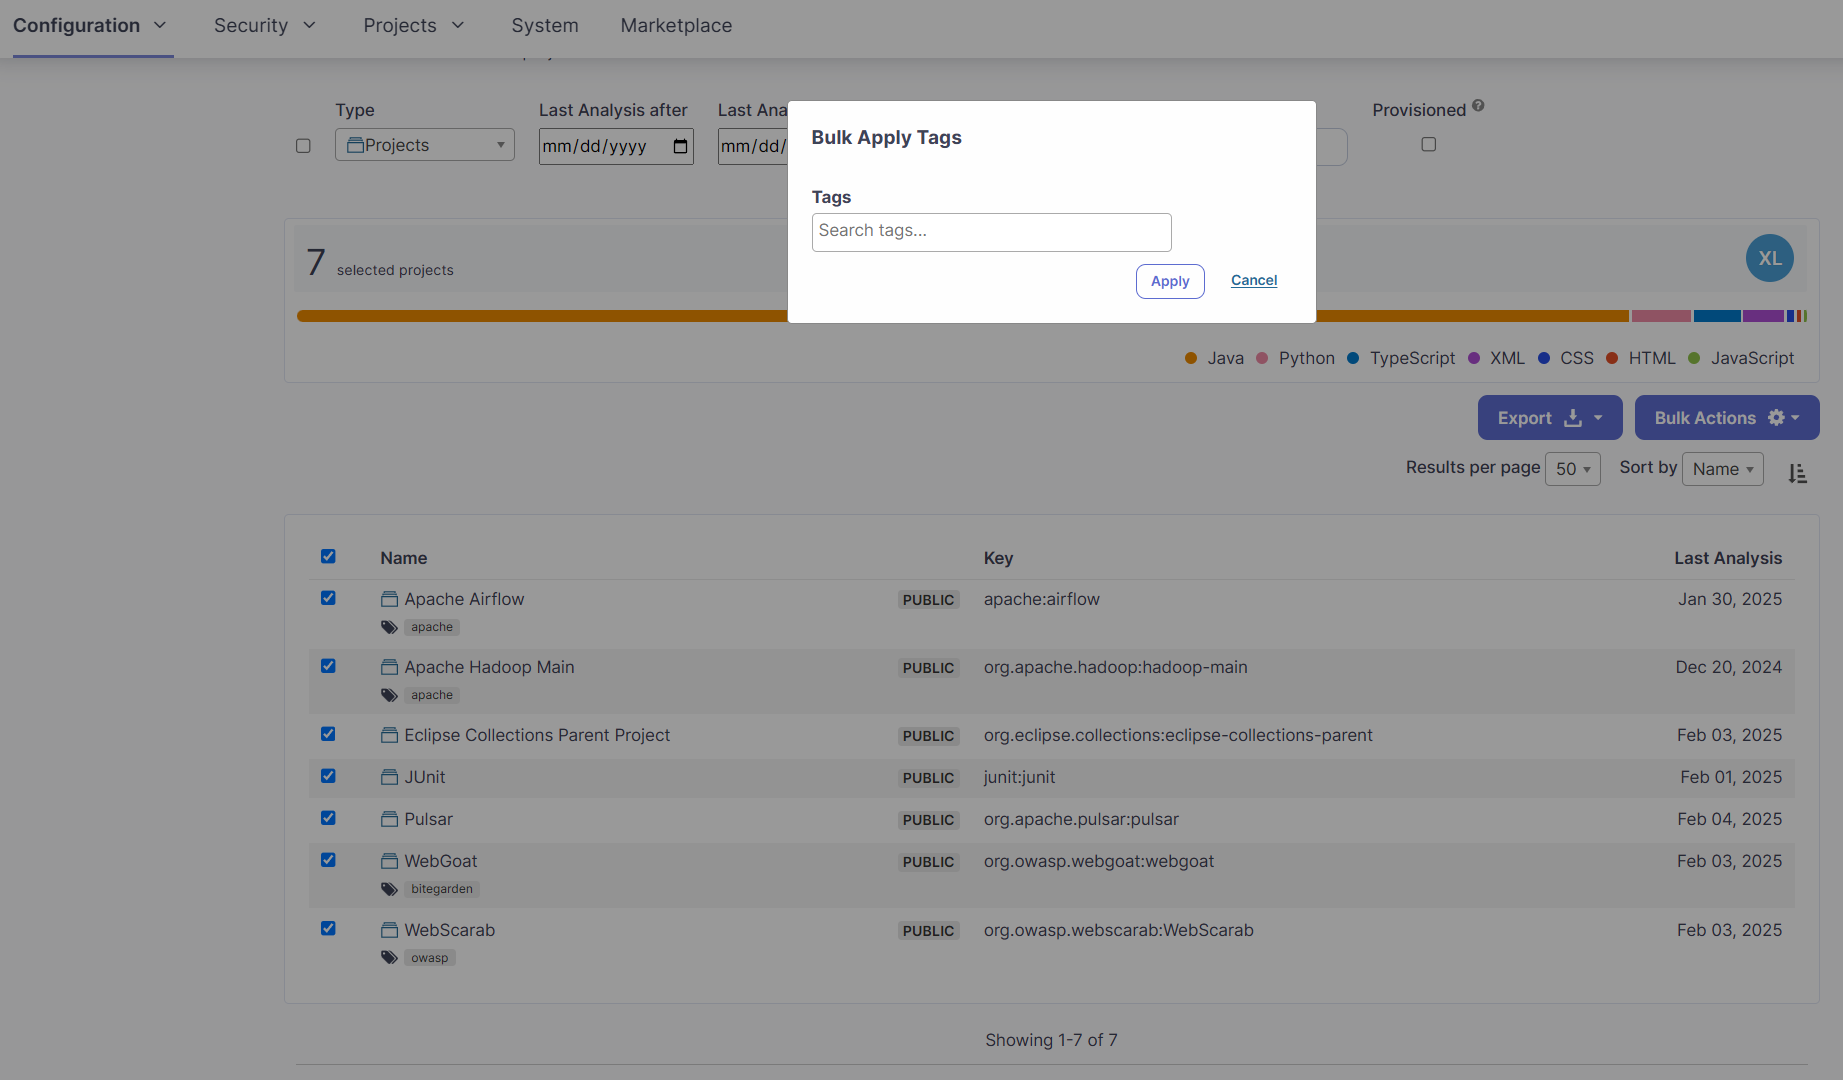 Configuration Security Projects System Marketplace
Type Last Analysis after Last Ana Provisioned
Projects mm/dd/yyyy mm/dd/
Bulk Apply Tags
Tags
Search tags...
Apply Cancel
7 selected projects XL
Java Python TypeScript XML CSS HTML JavaScript
Export Bulk Actions
Results per page 50 Sort by Name
Name Key Last Analysis
Apache Airflow PUBLIC apache:airflow Jan 30, 2025
apache
Apache Hadoop Main PUBLIC org.apache.hadoop:hadoop-main Dec 20, 2024
apache
Eclipse Collections Parent Project PUBLIC org.eclipse.collections:eclipse-collections-parent Feb 03, 2025
JUnit PUBLIC junit:junit Feb 01, 2025
Pulsar PUBLIC org.apache.pulsar:pulsar Feb 04, 2025
WebGoat PUBLIC org.owasp.webgoat:webgoat Feb 03, 2025
bitegarden
WebScarab PUBLIC org.owasp.webscarab:WebScarab Feb 03, 2025
owasp
Showing 1-7 of 7